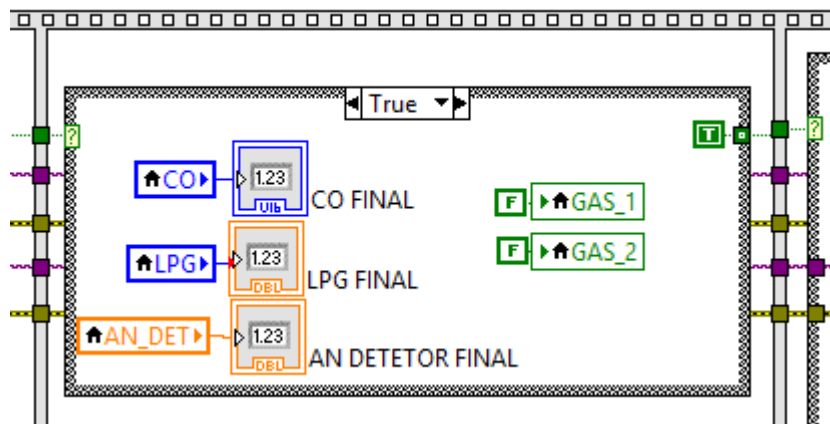 True
?
T
?
CO
1.23
U16
CO FINAL
F
GAS_1
LPG
1.23
DBL
LPG FINAL
F
GAS_2
AN_DET
1.23
DBL
AN DETETOR FINAL